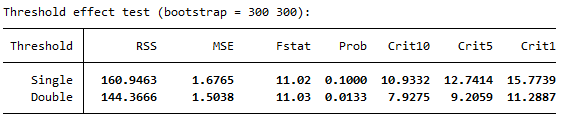 Threshold effect test (bootstrap = 300 300):
Threshold RSS MSE Fstat Prob Crit10 Crit5 Crit1
Single 160.9463 1.6765 11.02 0.1000 10.9332 12.7414 15.7739
Double 144.3666 1.5038 11.03 0.0133 7.9275 9.2059 11.2887